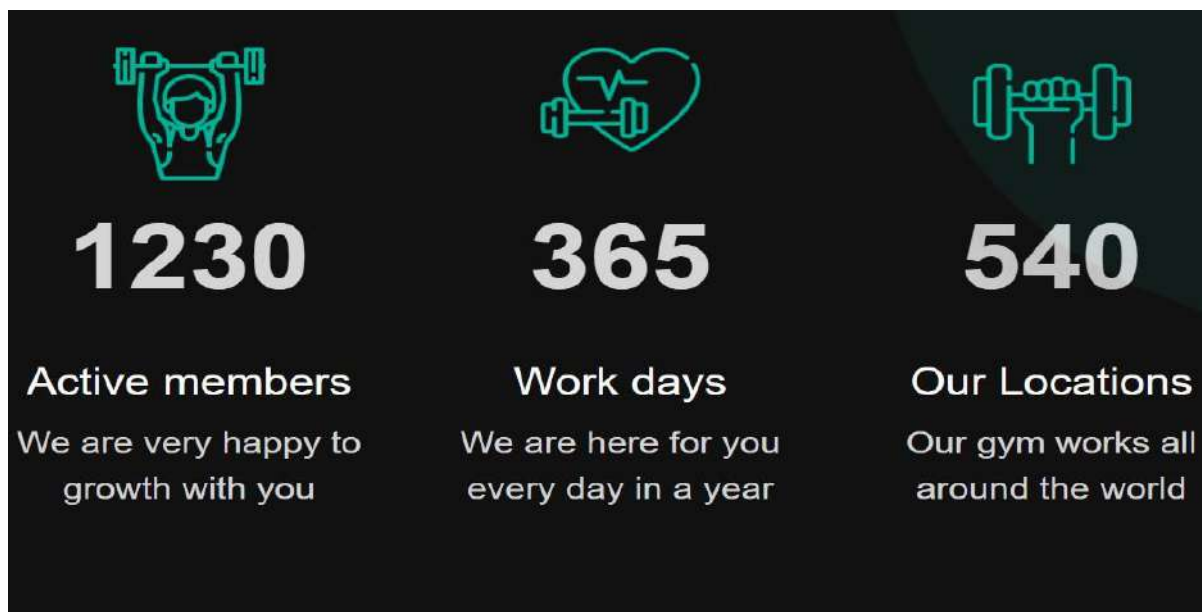 1230
Active members
We are very happy to
growth with you
365
Work days
We are here for you
every day in a year
540
Our Locations
Our gym works all
around the world